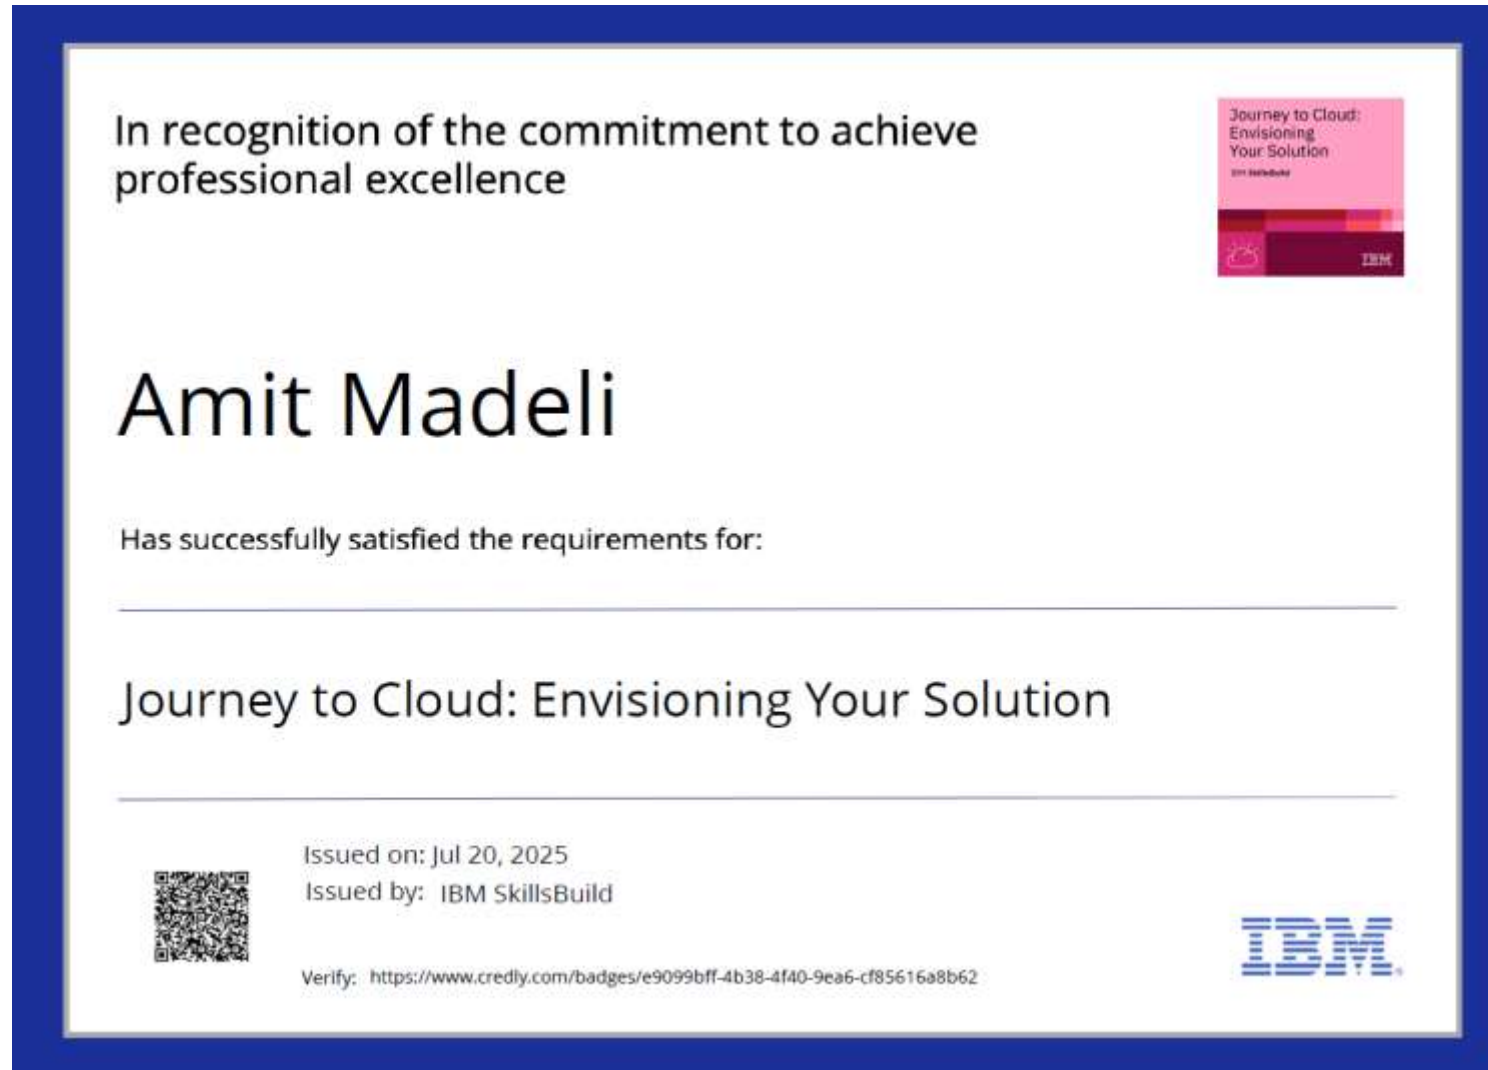 In recognition of the commitment to achieve
professional excellence
Journey to Cloud:
Envisioning
Your Solution
IBM SkillsBuild
IBM
Amit Madeli
Has successfully satisfied the requirements for:
Journey to Cloud: Envisioning Your Solution
Issued on: Jul 20, 2025
Issued by: IBM SkillsBuild
Verify: https://www.credly.com/badges/e9099bff-4b38-4f40-9ea6-cf85616a8b62
IBM